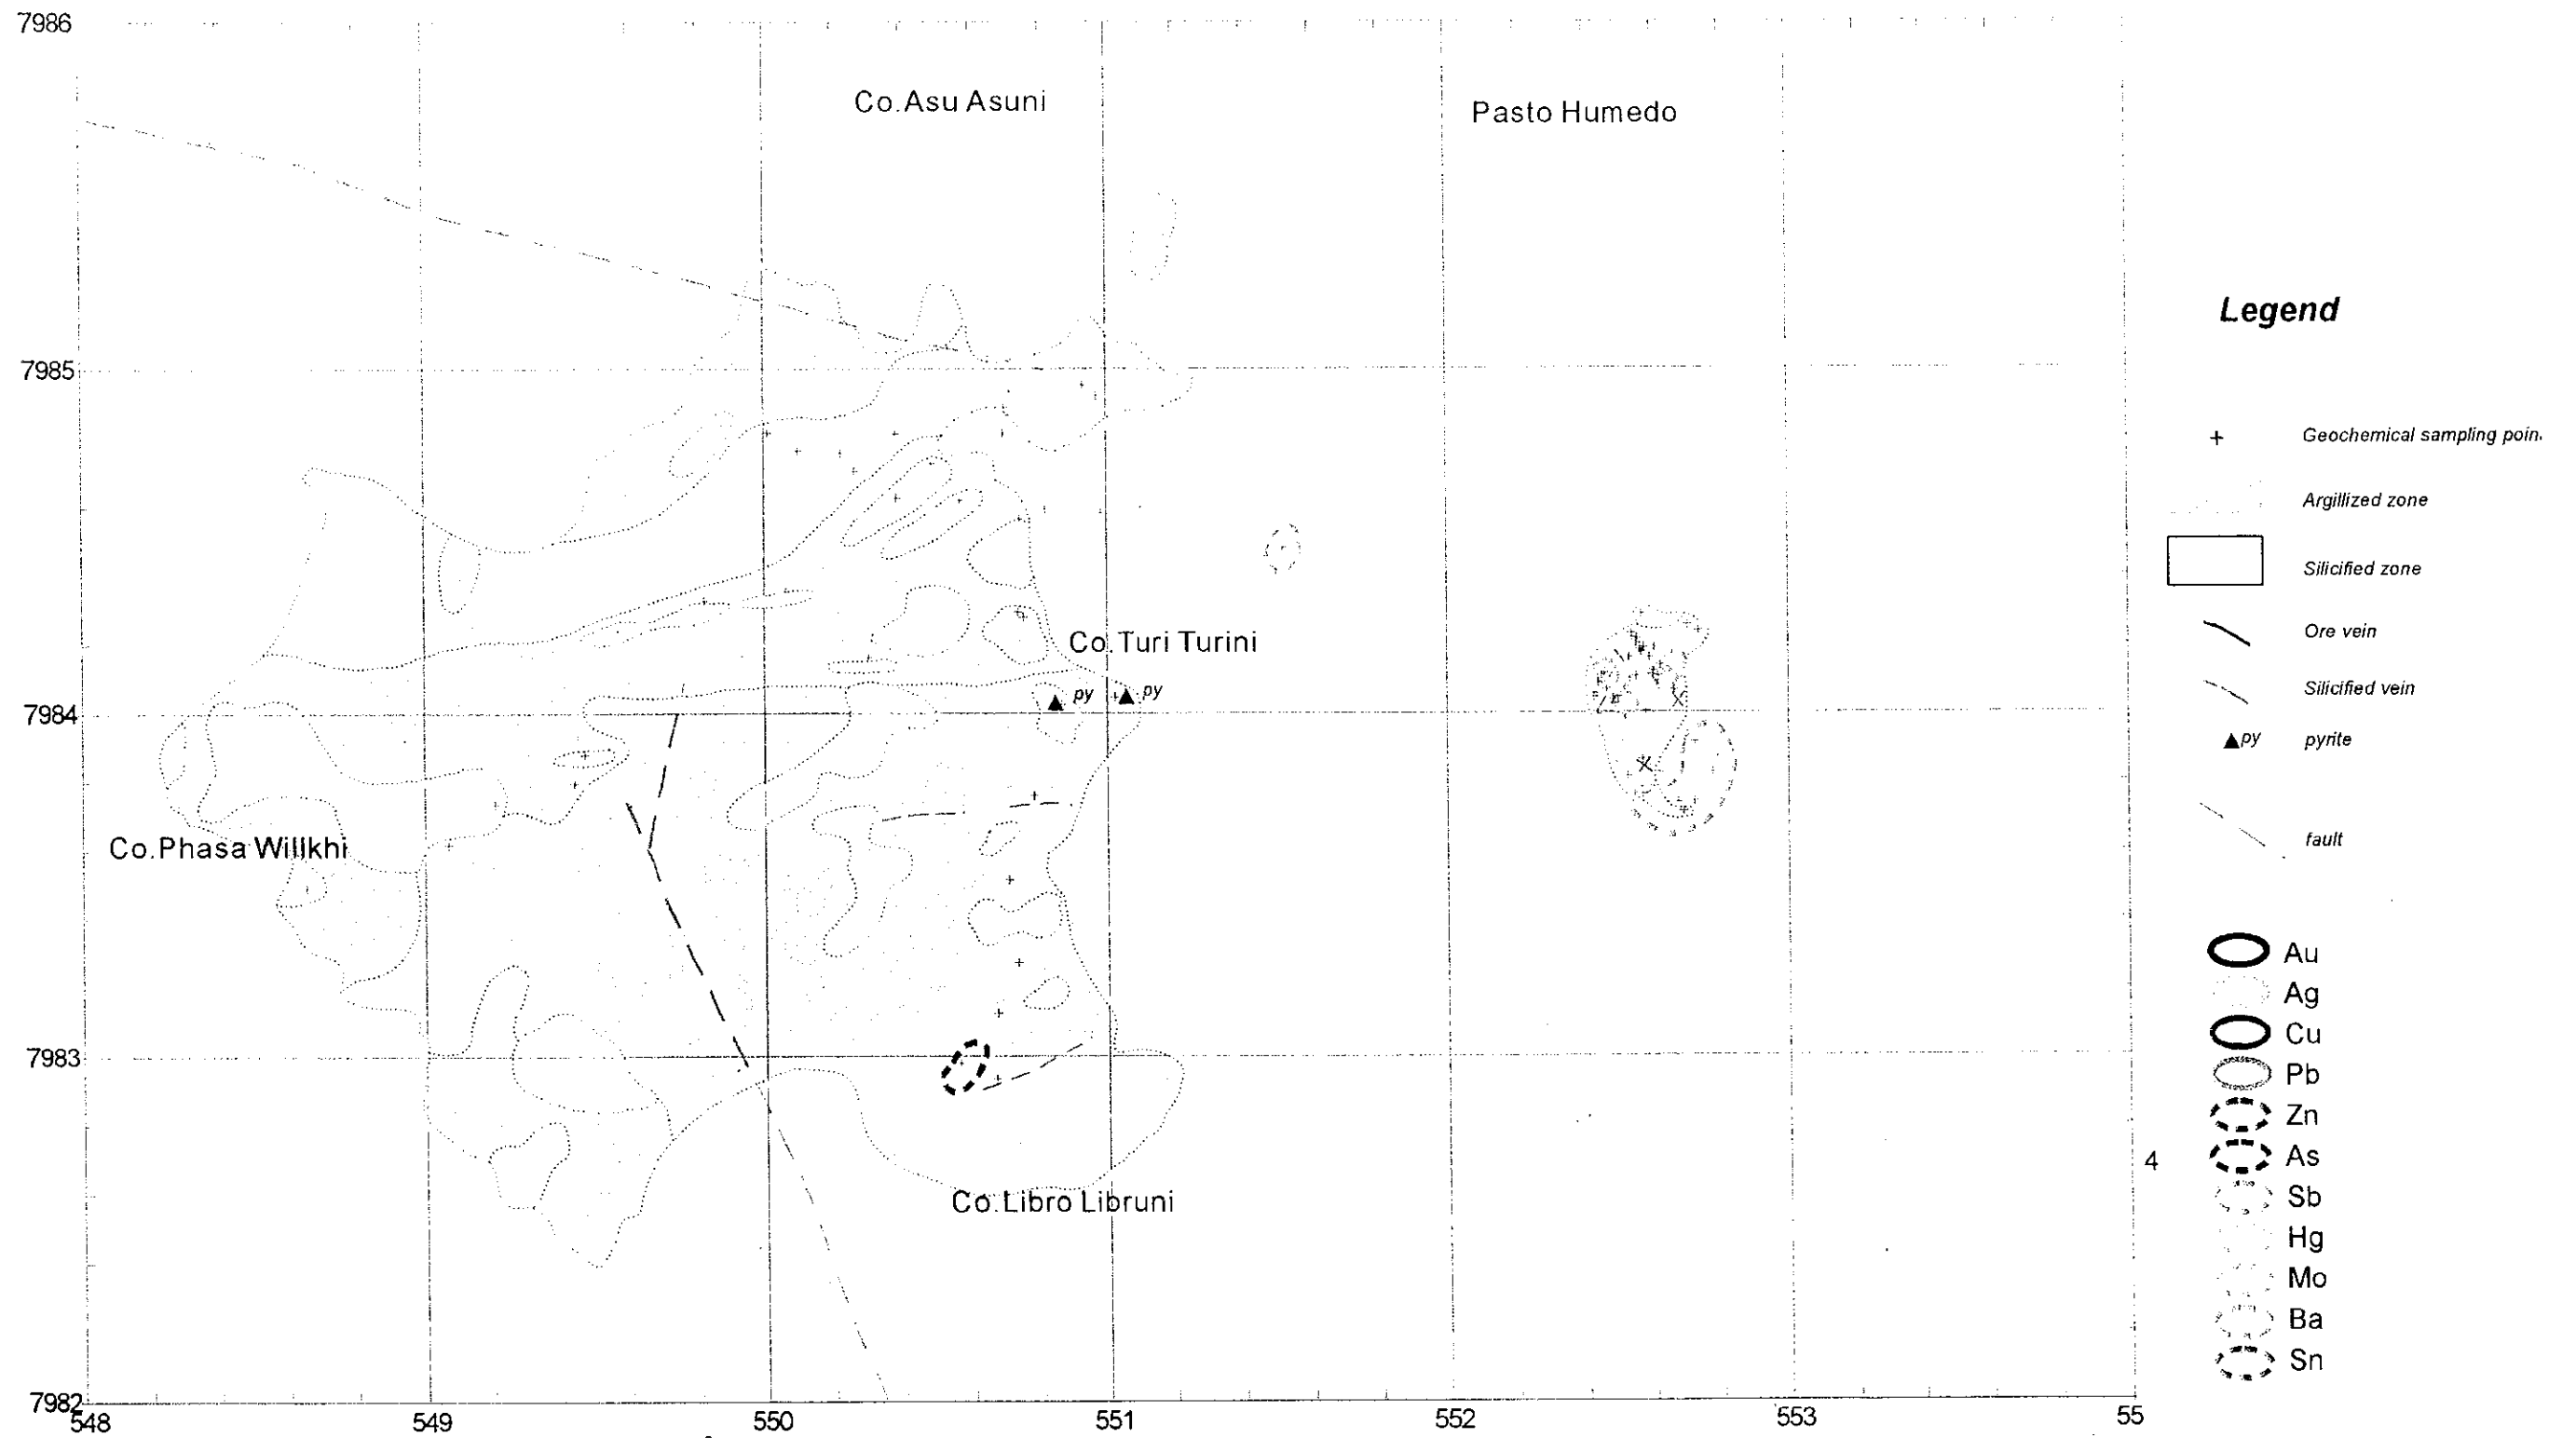 7986
Co.Asu Asuni
Pasto Humedo
Legend
7985
+ Geochemical sampling poin.
Argillized zone
Silicified zone
Ore vein
Co.Turi Turini
Silicified vein
py
py
7984
▲py pyrite
fault
Co.Phasa Willkhi
Au
Ag
Cu
7983
Pb
Zn
As
4
Sb
Co.Libro Libruni
Hg
Mo
Ba
Sn
7982
548 549 550 551 552 553 55